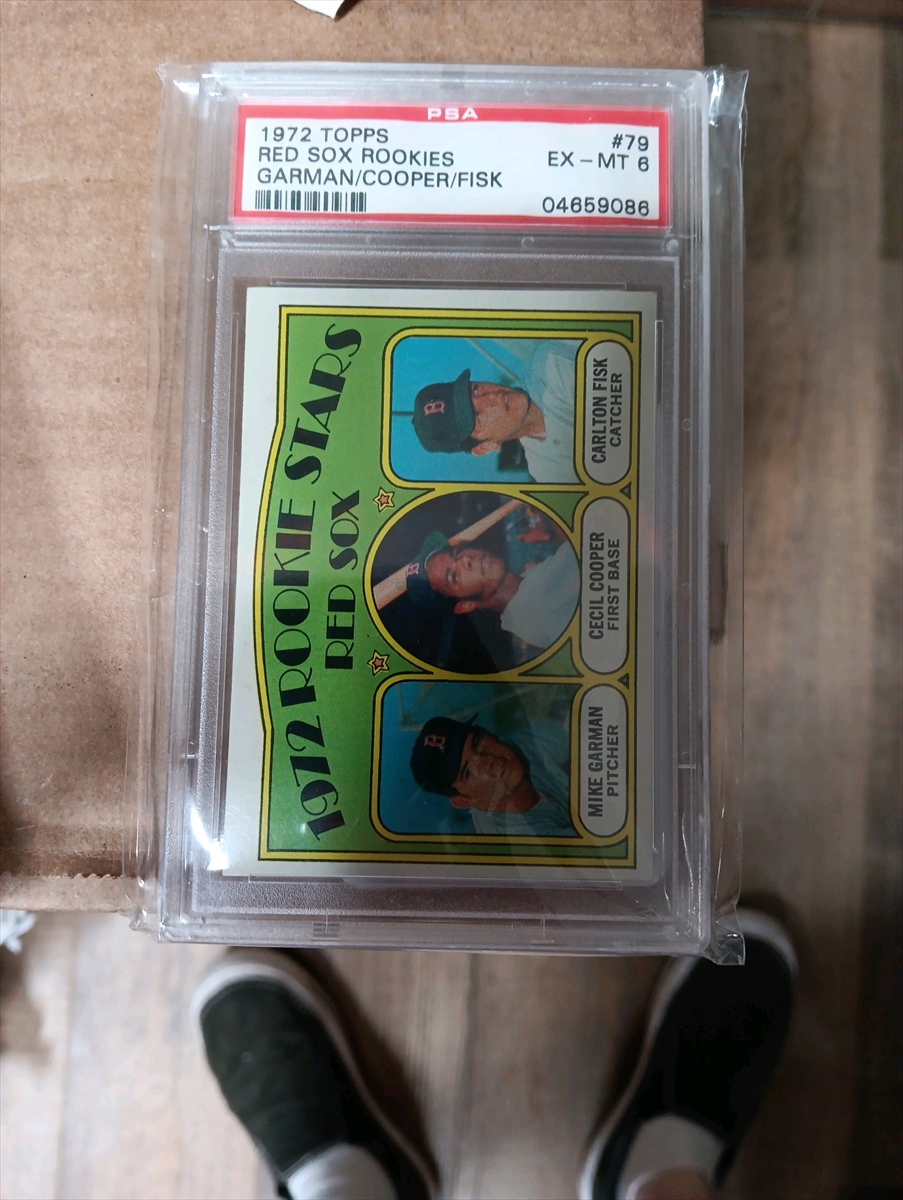 PSA
1972 TOPPS #79
RED SOX ROOKIES EX - MT 6
GARMAN/COOPER/FISK
04659086
1972 ROOKIE STARS
RED SOX
B
B
B
MIKE GARMAN
PITCHER
CECIL COOPER
FIRST BASE
CARLTON FISK
CATCHER